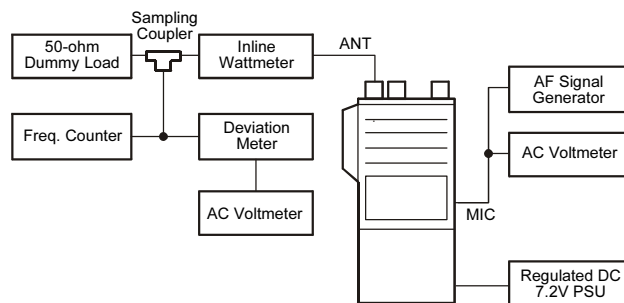 Sampling
Coupler
50-ohm
Dummy Load
Inline
Wattmeter
ANT
AF Signal
Generator
Freq. Counter
Deviation
Meter
AC Voltmeter
AC Voltmeter
MIC
Regulated DC
7.2V PSU